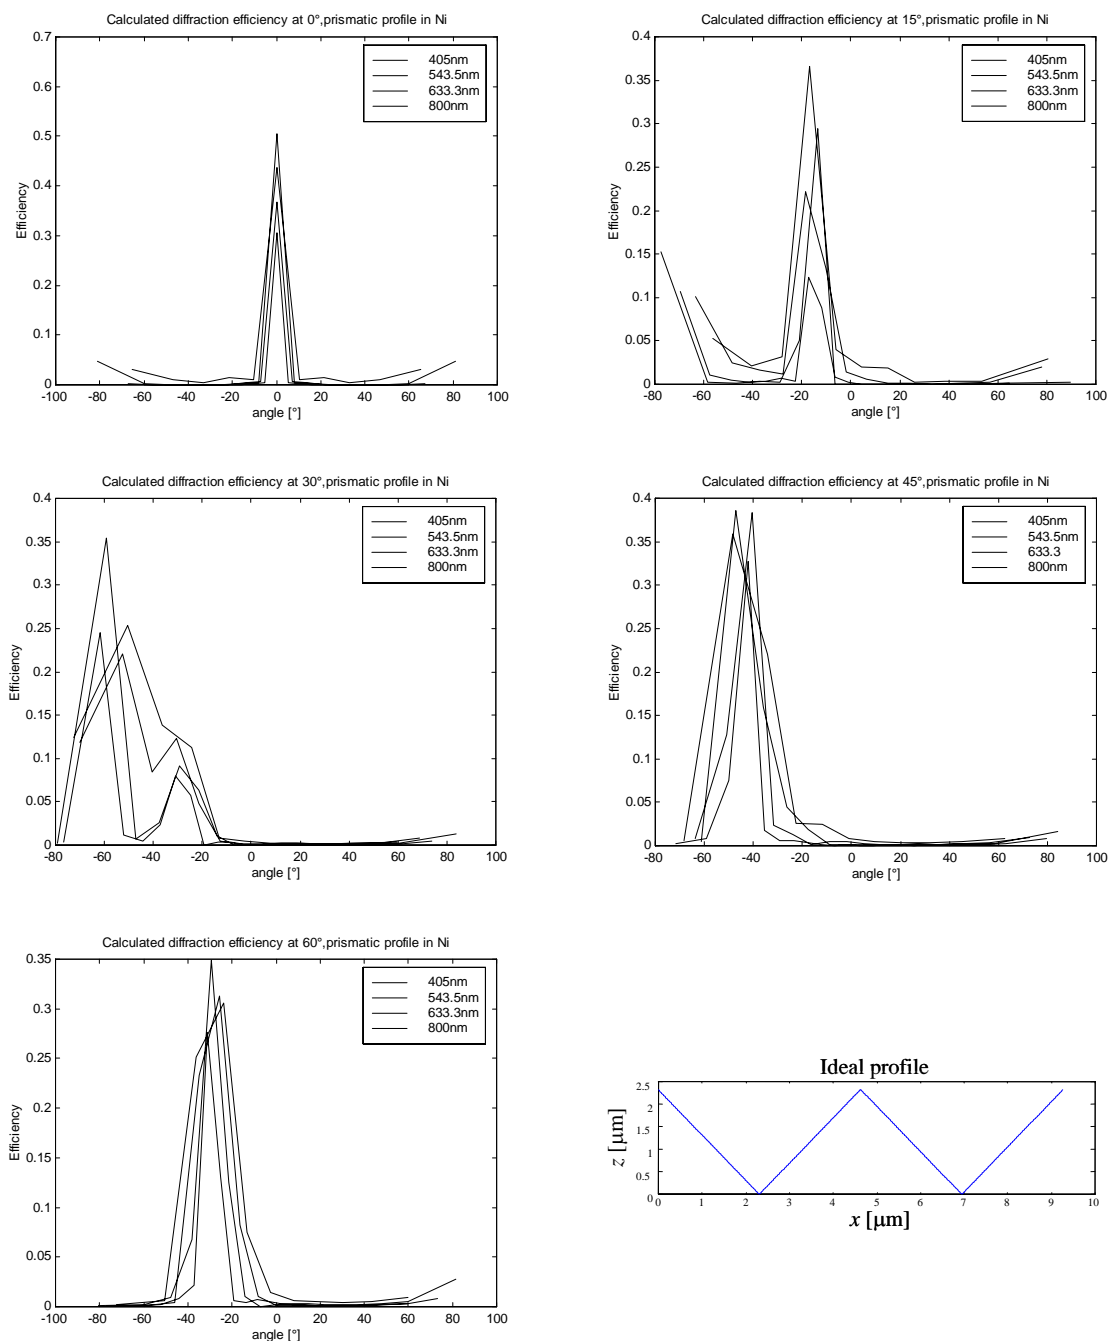 Calculated diffraction efficiency at 0°,prismatic profile in Ni
0.7
0.6
0.5
0.4
0.3
0.2
0.1
0
Efficiency
405nm
543.5nm
633.3nm
800nm
-100 -80 -60 -40 -20 0 20 40 60 80 100
angle [°]
Calculated diffraction efficiency at 15°,prismatic profile in Ni
0.4
0.35
0.3
0.25
0.2
0.15
0.1
0.05
0
Efficiency
405nm
543.5nm
633.3nm
800nm
-80 -60 -40 -20 0 20 40 60 80 100
angle [°]
Calculated diffraction efficiency at 30°,prismatic profile in Ni
0.4
0.35
0.3
0.25
0.2
0.15
0.1
0.05
0
Efficiency
405nm
543.5nm
633.3nm
800nm
-80 -60 -40 -20 0 20 40 60 80 100
angle [°]
Calculated diffraction efficiency at 45°,prismatic profile in Ni
0.4
0.35
0.3
0.25
0.2
0.15
0.1
0.05
0
Efficiency
405nm
543.5nm
633.3
800nm
-80 -60 -40 -20 0 20 40 60 80 100
angle [°]
Calculated diffraction efficiency at 60°,prismatic profile in Ni
0.35
0.3
0.25
0.2
0.15
0.1
0.05
0
Efficiency
405nm
543.5nm
633.3nm
800nm
-100 -80 -60 -40 -20 0 20 40 60 80 100
angle [°]
Ideal profile
2.5
2
1.5
1
0.5
0
z [µm]
0 1 2 3 4 5 6 7 8 9 10
x [µm]